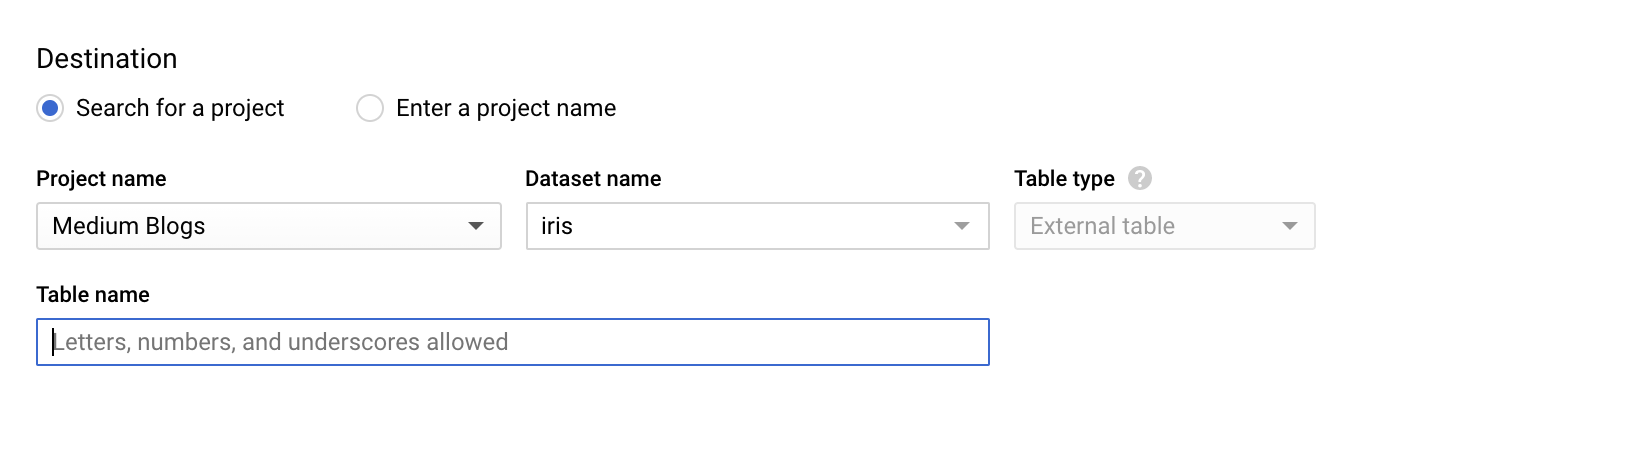 Destination
Search for a project Enter a project name
Project name Dataset name Table type ?
Medium Blogs iris External table
Table name
Letters, numbers, and underscores allowed